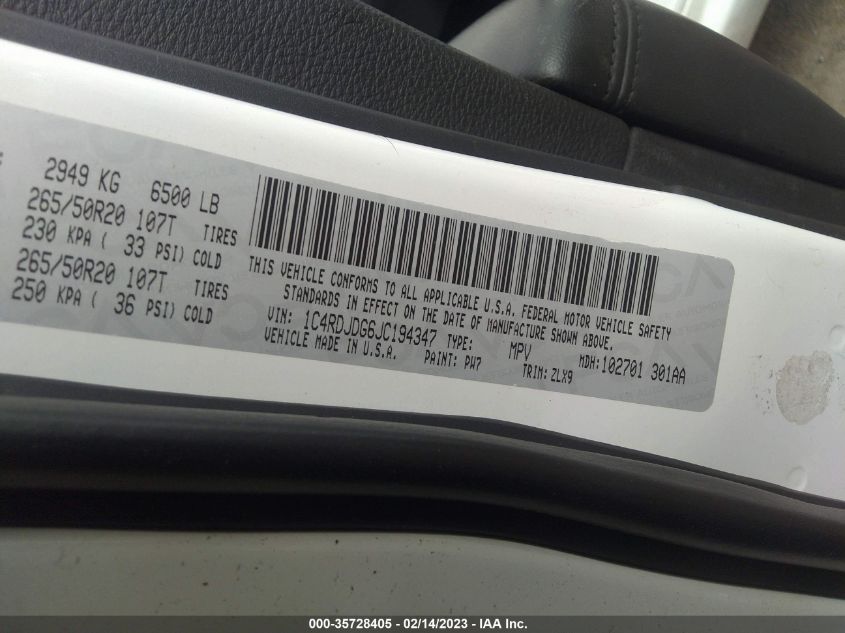 2949 KG 6500 LB
265/50R20 107T TIRES
230 KPA ( 33 PSI) COLD
265/50R20 107T TIRES
250 KPA ( 36 PSI) COLD
THIS VEHICLE CONFORMS TO ALL APPLICABLE U.S.A. FEDERAL MOTOR VEHICLE SAFETY
STANDARDS IN EFFECT ON THE DATE OF MANUFACTURE SHOWN ABOVE.
VIN: 1C4RDJDG6JC194347 TYPE: MPV MDH: 102701 301AA
VEHICLE MADE IN U.S.A. PAINT: PW7 TRIM: ZLX9
000-35728405 - 02/14/2023 - IAA Inc.